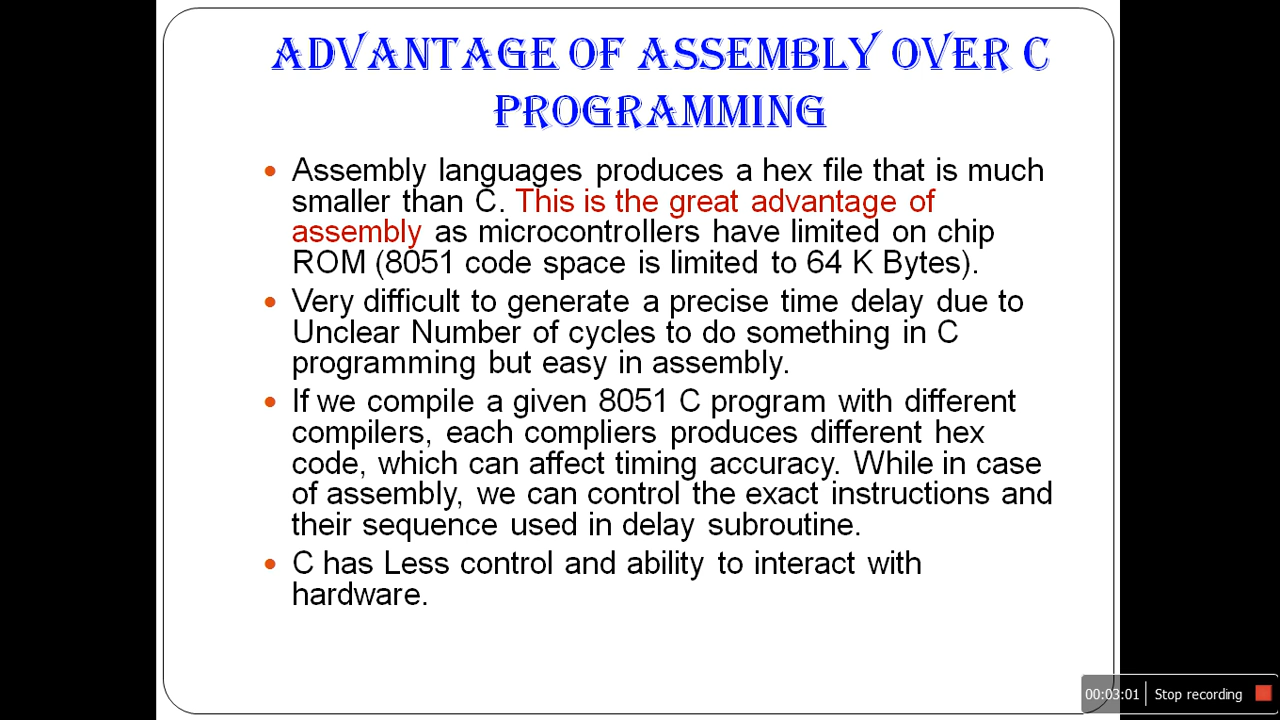 ADVANTAGE OF ASSEMBLY OVER C
PROGRAMMING
• Assembly languages produces a hex file that is much
smaller than C. This is the great advantage of
assembly as microcontrollers have limited on chip
ROM (8051 code space is limited to 64 K Bytes).
• Very difficult to generate a precise time delay due to
Unclear Number of cycles to do something in C
programming but easy in assembly.
• If we compile a given 8051 C program with different
compilers, each compliers produces different hex
code, which can affect timing accuracy. While in case
of assembly, we can control the exact instructions and
their sequence used in delay subroutine.
• C has Less control and ability to interact with
hardware.
00:03:01 Stop recording